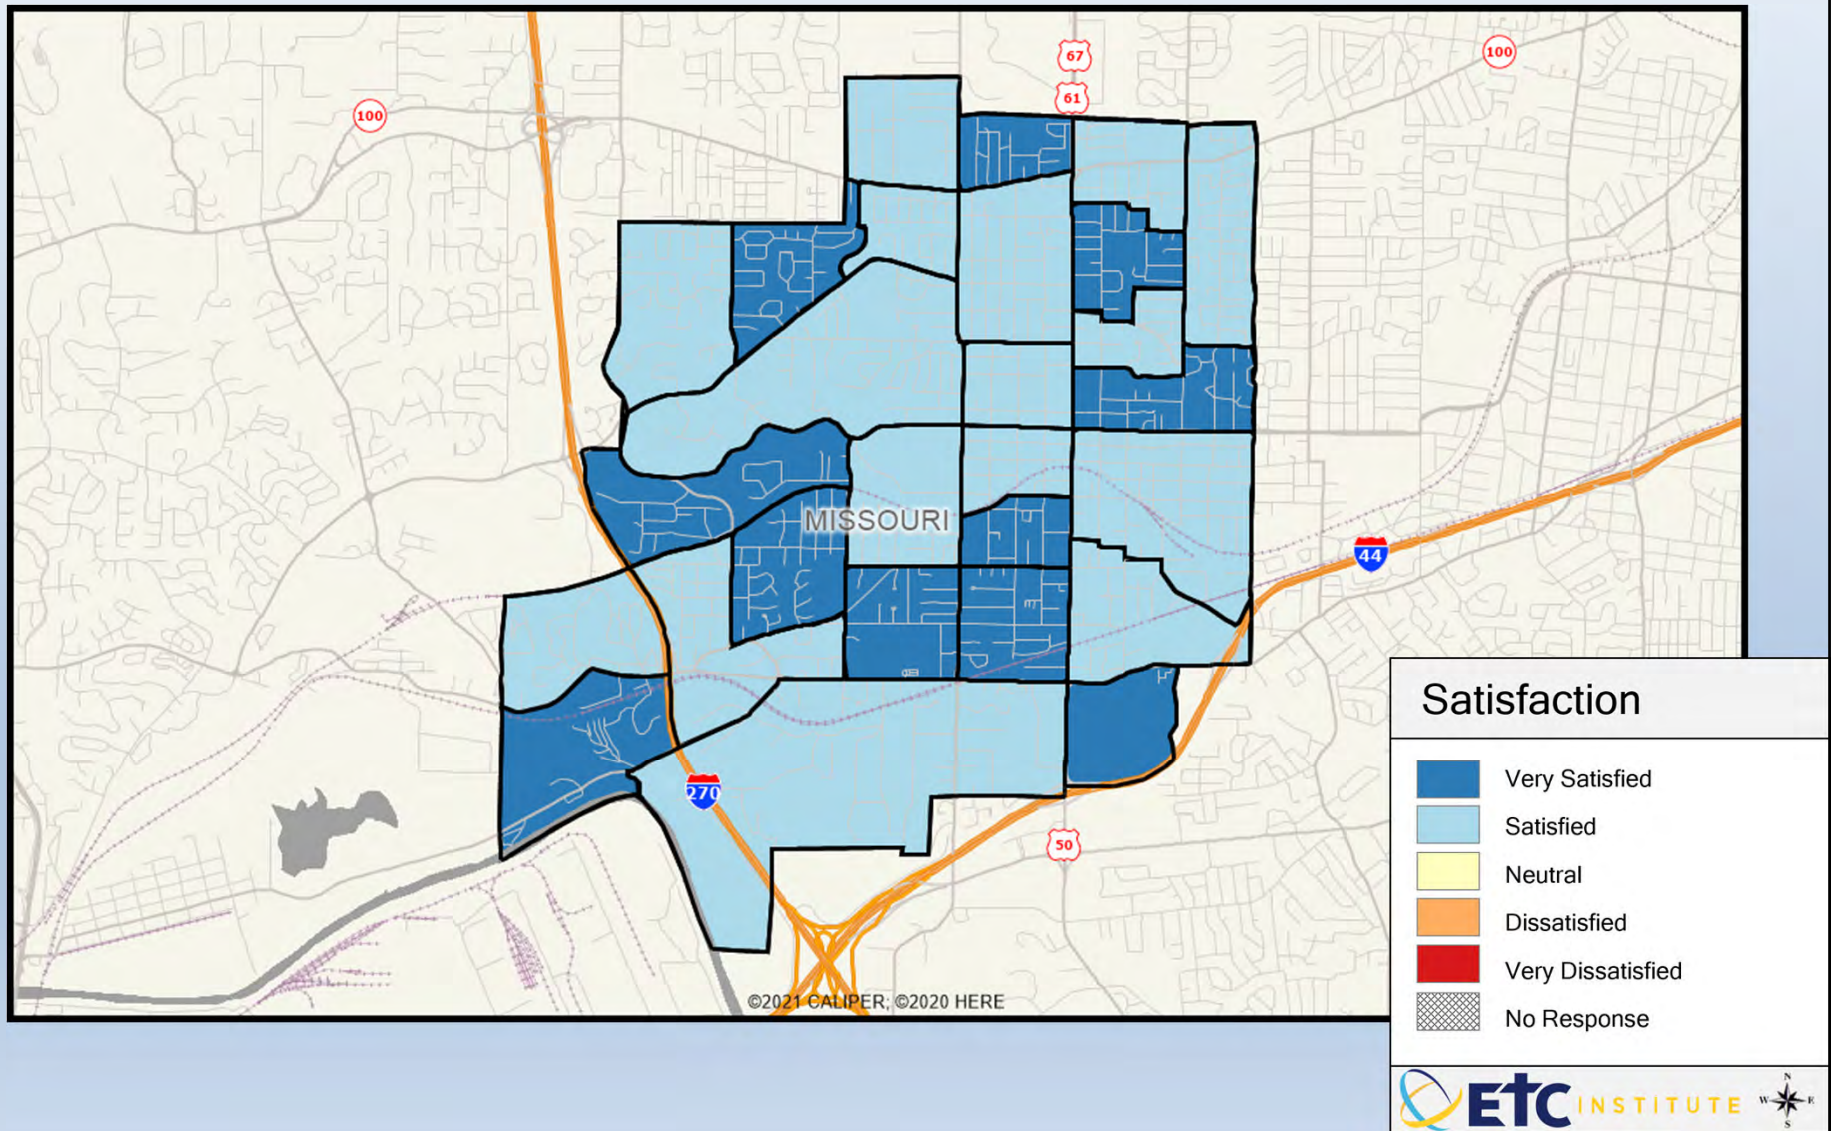 67
100
61
100
MISSOURI
44
270
50
©2021 CALIPER; ©2020 HERE
Satisfaction
Very Satisfied
Satisfied
Neutral
Dissatisfied
Very Dissatisfied
No Response
ETC INSTITUTE
N
W E
S